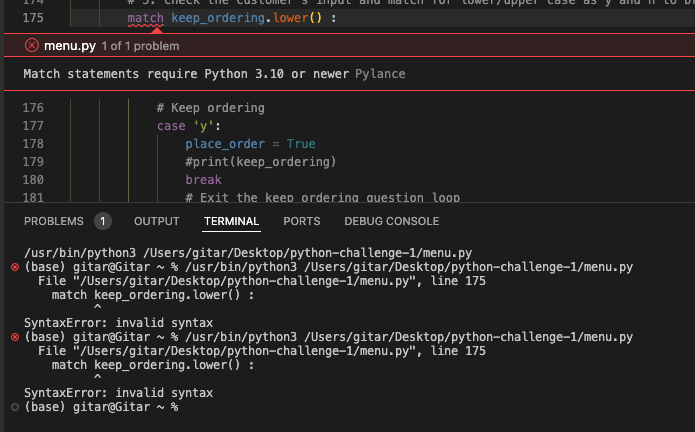 174 # 5. Check the customer's input and match for lower/upper case as y and n to
175 match keep_ordering.lower() :
menu.py 1 of 1 problem
Match statements require Python 3.10 or newer Pylance
176 # Keep ordering
177 case 'y':
178 place_order = True
179 #print(keep_ordering)
180 break
181 # Exit the keep ordering question loop
PROBLEMS 1 OUTPUT TERMINAL PORTS DEBUG CONSOLE
/usr/bin/python3 /Users/gitar/Desktop/python-challenge-1/menu.py
(base) gitar@Gitar ~ % /usr/bin/python3 /Users/gitar/Desktop/python-challenge-1/menu.py
File "/Users/gitar/Desktop/python-challenge-1/menu.py", line 175
match keep_ordering.lower() :
^
SyntaxError: invalid syntax
(base) gitar@Gitar ~ % /usr/bin/python3 /Users/gitar/Desktop/python-challenge-1/menu.py
File "/Users/gitar/Desktop/python-challenge-1/menu.py", line 175
match keep_ordering.lower() :
^
SyntaxError: invalid syntax
(base) gitar@Gitar ~ %